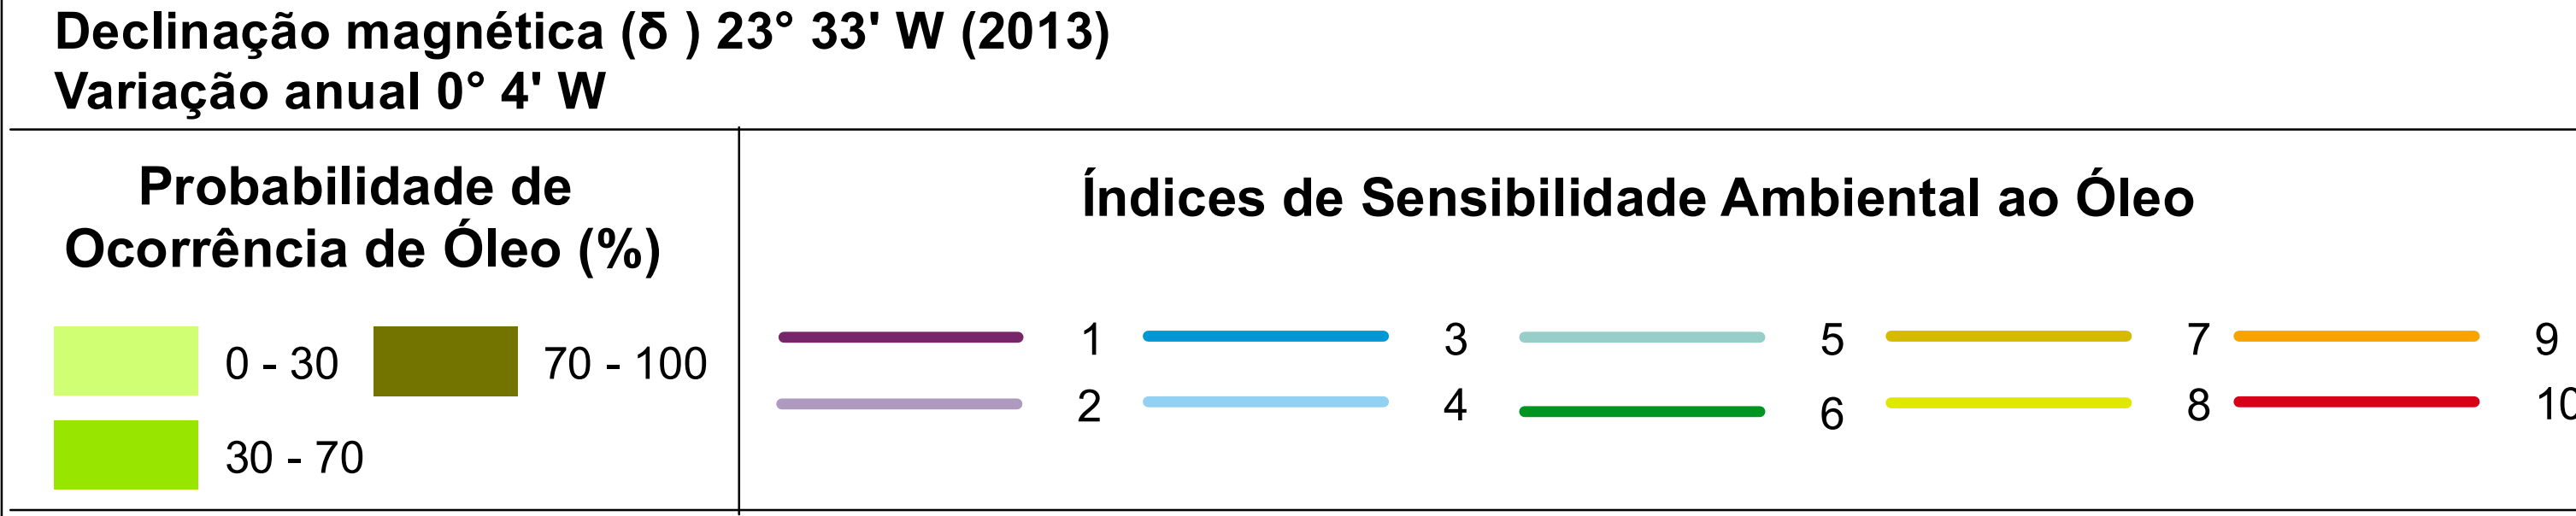 Declinação magnética (δ ) 23° 33' W (2013)
Variação anual 0° 4' W
Probabilidade de
Ocorrência de Óleo (%)
0 - 30
70 - 100
30 - 70
Índices de Sensibilidade Ambiental ao Óleo
1 3 5 7 9
2 4 6 8 10